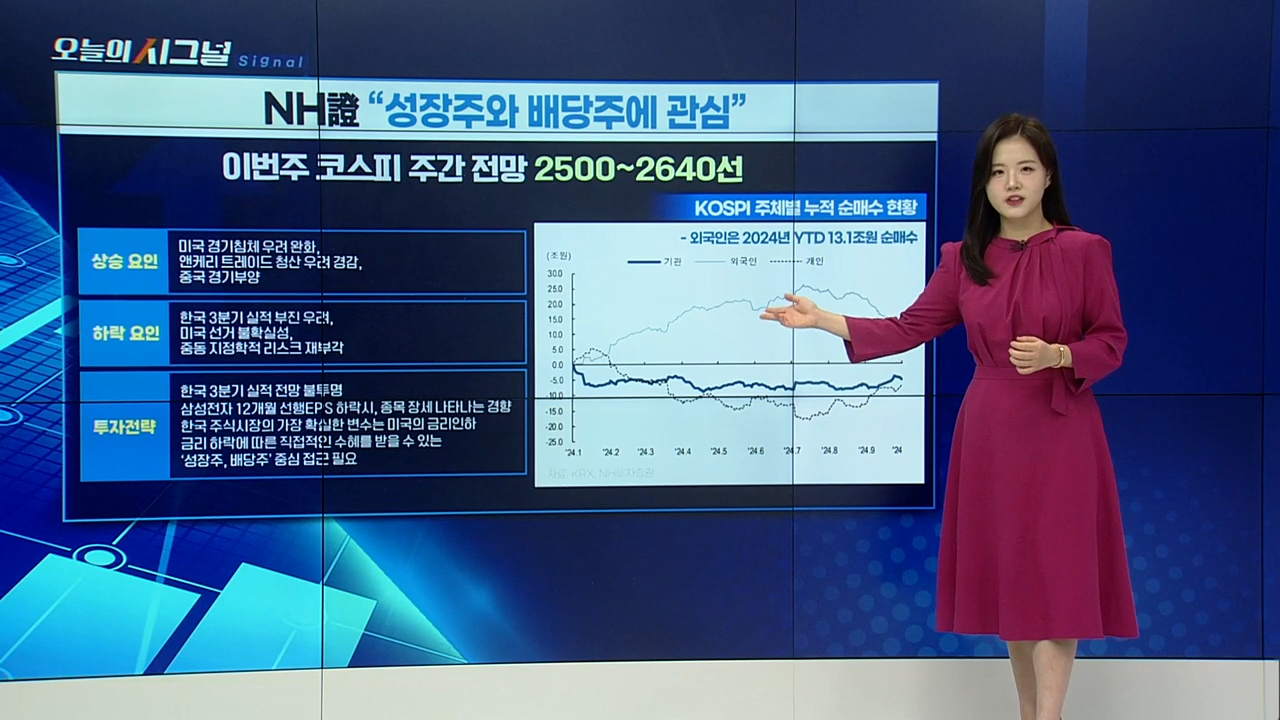 오늘의 시그널 Signal
NH證 “성장주와 배당주에 관심”
이번주 코스피 주간 전망 2500~2640선
KOSPI 주체별 누적 순매수 현황
- 외국인은 2024년 YTD 13.1조원 순매수
상승 요인
미국 경기침체 우려 완화,
앤케리 트레이드 청산 우려 경감,
중국 경기부양
하락 요인
한국 3분기 실적 부진 우려,
미국 선거 불확실성,
중동 지정학적 리스크 재부각
투자전략
한국 3분기 실적 전망 불투명
삼성전자 12개월 선행EPS 하락시, 종목 장세 나타나는 경향
한국 주식시장의 가장 확실한 변수는 미국의 금리인하
금리 하락에 따른 직접적인 수혜를 받을 수 있는
‘성장주, 배당주’ 중심 접근 필요
(조원)
기관 외국인 개인
30.0
25.0
20.0
15.0
10.0
5.0
0.0
-5.0
-10.0
-15.0
-20.0
-25.0
'24.1 '24.2 '24.3 '24.4 '24.5 '24.6 '24.7 '24.8 '24.9 '24
자료: KRX, NH투자증권